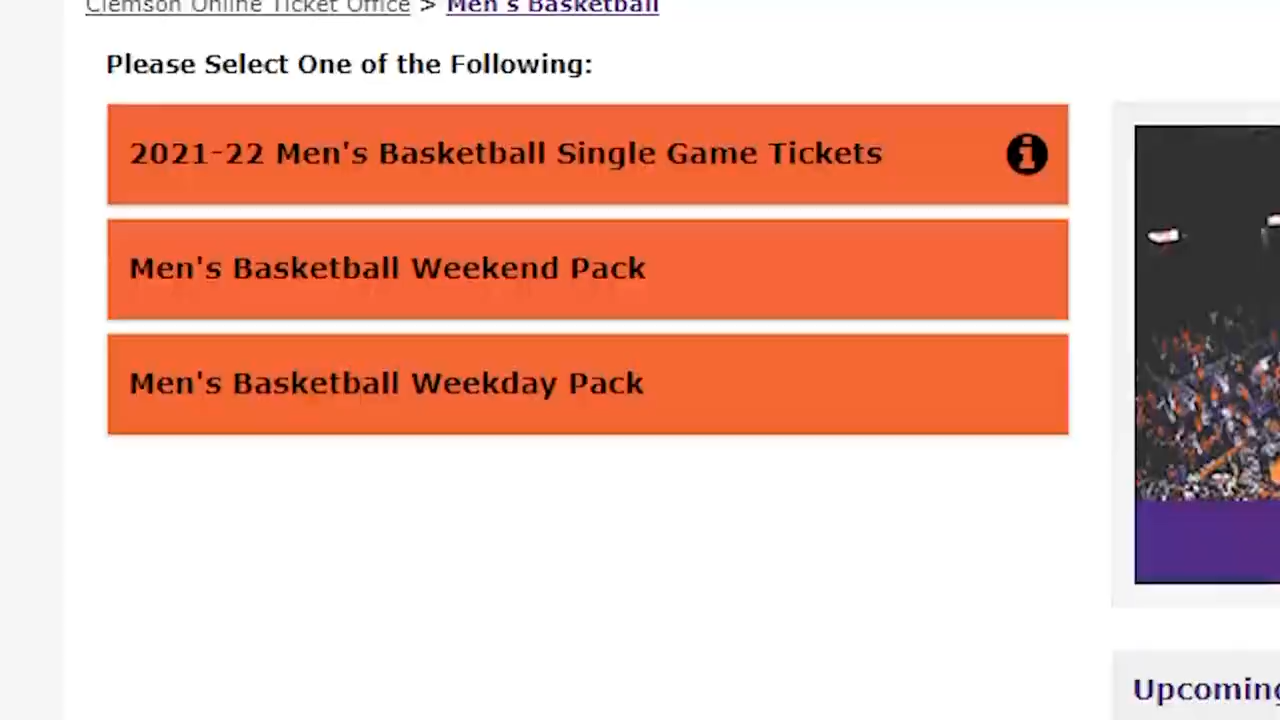 Clemson Online Ticket Office > Men's Basketball
Please Select One of the Following:
2021-22 Men's Basketball Single Game Tickets
Men's Basketball Weekend Pack
Men's Basketball Weekday Pack
Upcoming